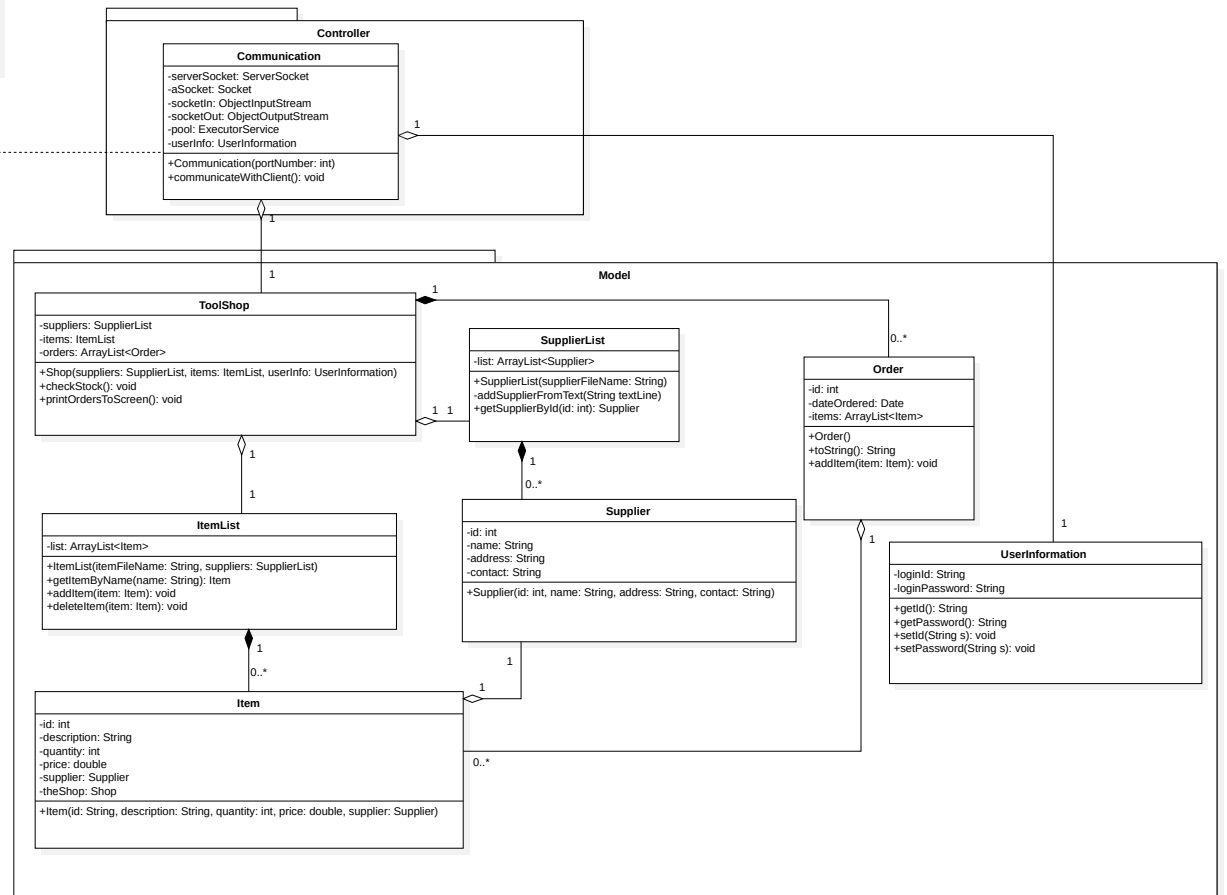 Controller
Communication
-serverSocket: ServerSocket
-aSocket: Socket
-socketIn: ObjectInputStream
-socketOut: ObjectOutputStream
-pool: ExecutorService
-userInfo: UserInformation
+Communication(portNumber: int)
+communicateWithClient(): void
1
1
1
Model
ToolShop
-suppliers: SupplierList
-items: ItemList
-orders: ArrayList<Order>
+Shop(suppliers: SupplierList, items: ItemList, userInfo: UserInformation)
+checkStock(): void
+printOrdersToScreen(): void
1
0..*
1 1
1
1
SupplierList
-list: ArrayList<Supplier>
+SupplierList(supplierFileName: String)
-addSupplierFromText(String textLine)
+getSupplierById(id: int): Supplier
1
0..*
Order
-id: int
-dateOrdered: Date
-items: ArrayList<Item>
+Order()
+toString(): String
+addItem(item: Item): void
1
ItemList
-list: ArrayList<Item>
+ItemList(itemFileName: String, suppliers: SupplierList)
+getItemByName(name: String): Item
+addItem(item: Item): void
+deleteItem(item: Item): void
1
0..*
Supplier
-id: int
-name: String
-address: String
-contact: String
+Supplier(id: int, name: String, address: String, contact: String)
1
1
1
UserInformation
-loginId: String
-loginPassword: String
+getId(): String
+getPassword(): String
+setId(String s): void
+setPassword(String s): void
Item
-id: int
-description: String
-quantity: int
-price: double
-supplier: Supplier
-theShop: Shop
+Item(id: String, description: String, quantity: int, price: double, supplier: Supplier)
0..*